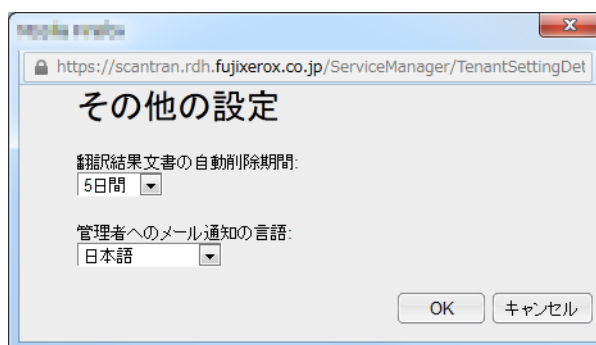 https://scantran.rdh.fujixerox.co.jp/ServiceManager/TenantSettingDet
その他の設定
翻訳結果文書の自動削除期間:
5日間
管理者へのメール通知の言語:
日本語
OK キャンセル